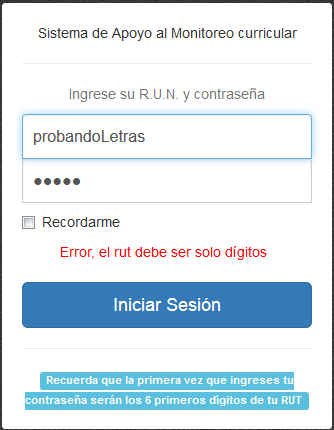 Sistema de Apoyo al Monitoreo curricular
Ingrese su R.U.N. y contraseña
probandoLetras
•••••
Recordarme
Error, el rut debe ser solo dígitos
Iniciar Sesión
Recuerda que la primera vez que ingreses tu
contraseña serán los 6 primeros dígitos de tu RUT